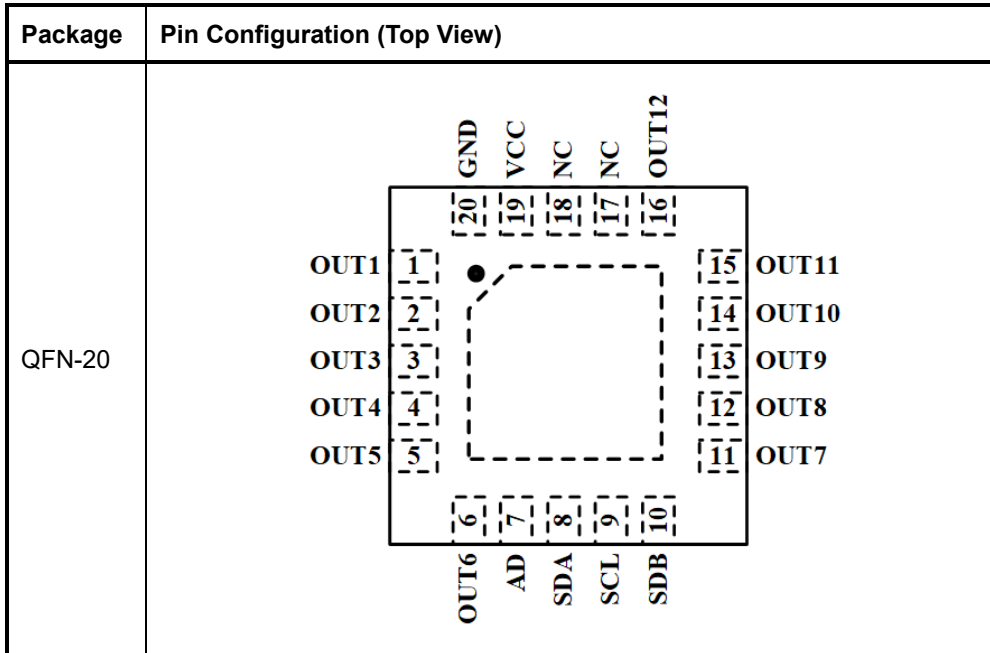 Package Pin Configuration (Top View)
QFN-20
GND VCC NC NC OUT12
20 19 18 17 16
OUT1 1 15 OUT11
OUT2 2 14 OUT10
OUT3 3 13 OUT9
OUT4 4 12 OUT8
OUT5 5 11 OUT7
6 7 8 9 10
OUT6 AD SDA SCL SDB